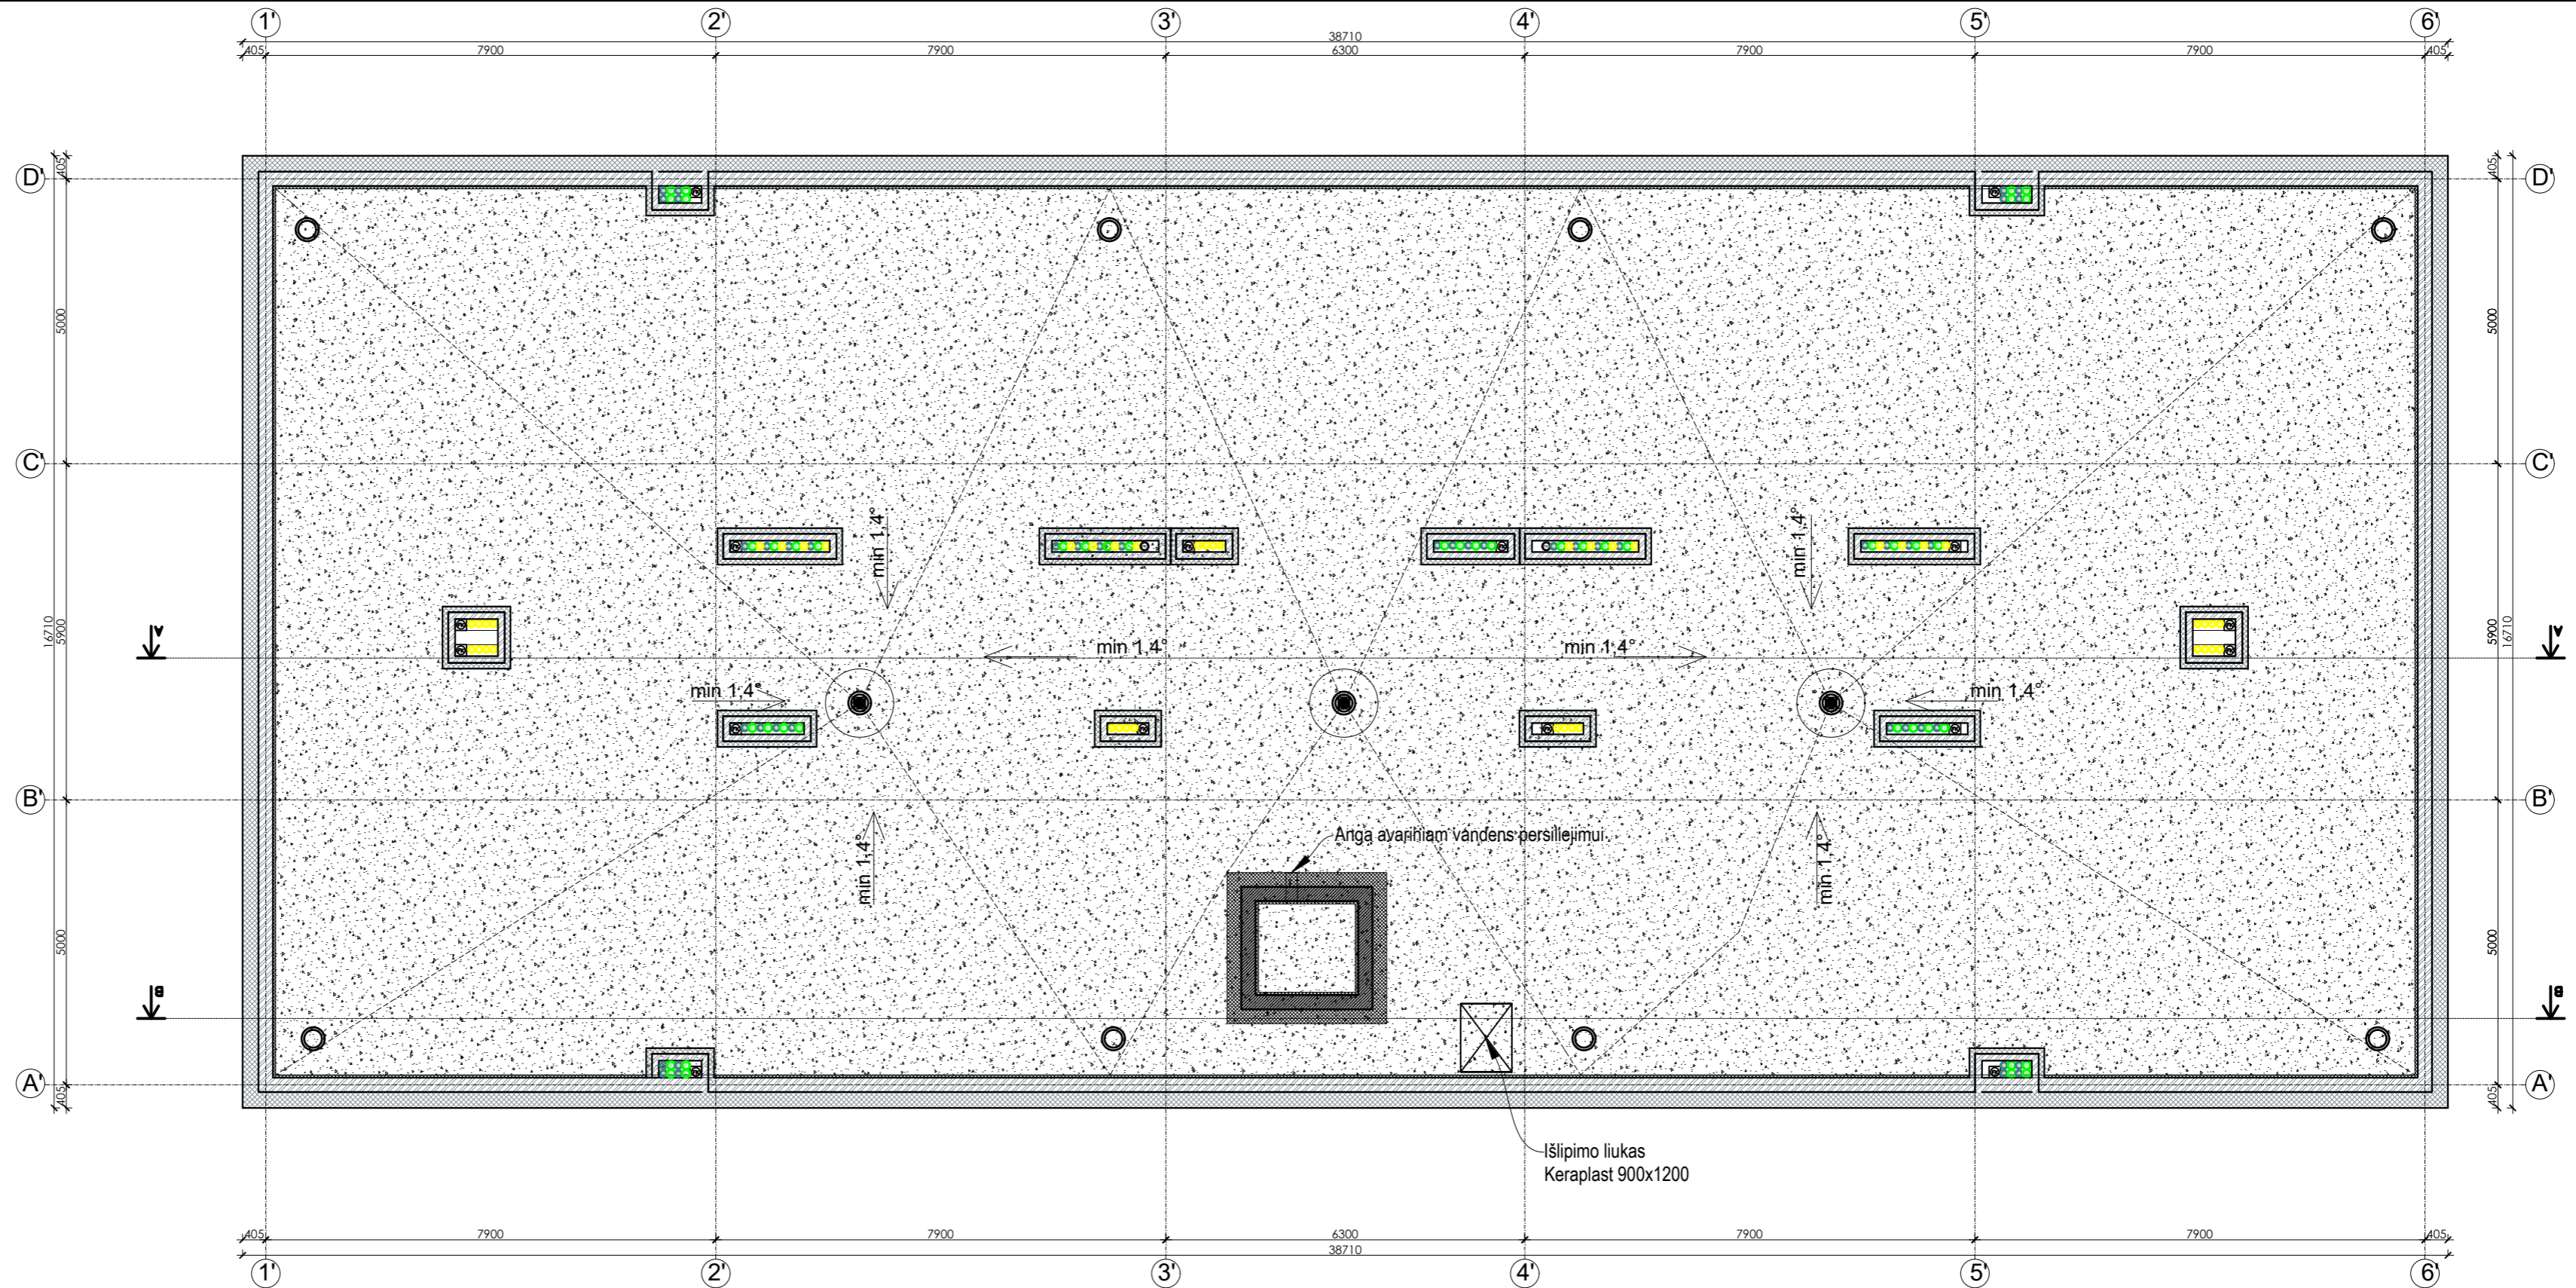 1' 2' 3' 4' 5' 6'
38710
405 7900 7900 6300 7900 7900 405
D' D'
405 405
5000 5000
C' C'
min 1,4° min 1,4°
16710 5900 5900 16710
A A
min 1,4° min 1,4°
min 1,4° min 1,4°
B' B'
Anga avariniam vandens persiliejimui.
min 1,4° min 1,4°
5000 5000
B B
A' A'
405 405
Išlipimo liukas
Keraplast 900x1200
405 7900 7900 6300 7900 7900 405
38710
1' 2' 3' 4' 5' 6'